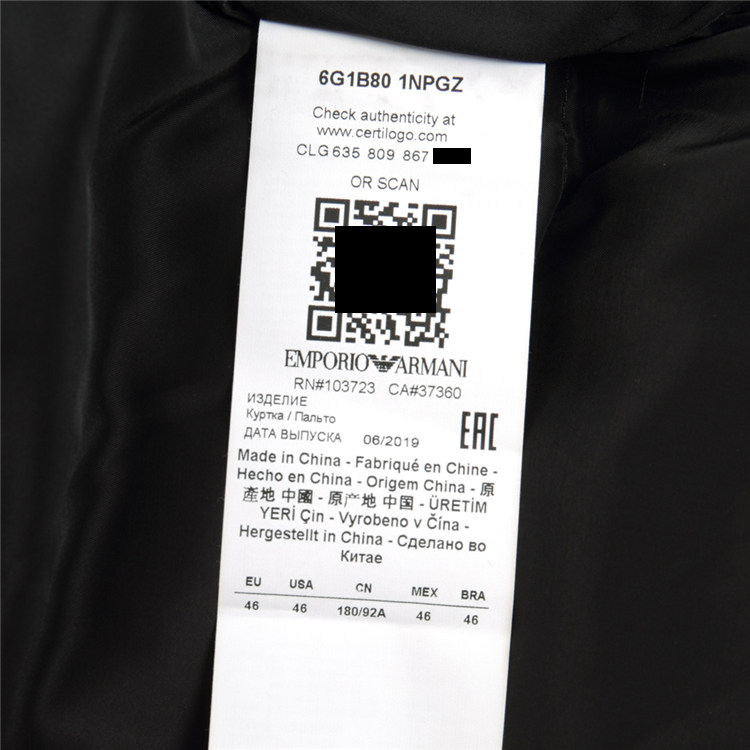 6G1B80 1NPGZ
Check authenticity at
www.certilogo.com
CLG 635 809 867
OR SCAN
EMPORIO ARMANI
RN#103723 CA#37360
ИЗДЕЛИЕ
Куртка / Пальто
ДАТА ВЫПУСКА 06/2019
EAC
Made in China - Fabriqué en Chine -
Hecho en China - Origem China - 原
產地 中國 - 原产地 中国 - ÜRETİM
YERİ Çin - Vyrobeno v Čína -
Hergestellt in China - Сделано во
Китае
EU USA CN MEX BRA
46 46 180/92A 46 46